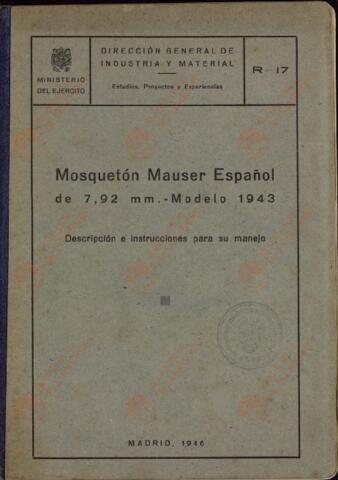 MINISTERIO
DEL EJERCITO
DIRECCIÓN GENERAL DE
INDUSTRIA Y MATERIAL
Estudios, Proyectos y Experiencias
R-17
Mosquetón Mauser Español
de 7,92 mm.-Modelo 1943
Descripción e instrucciones para su manejo
MADRID, 1946